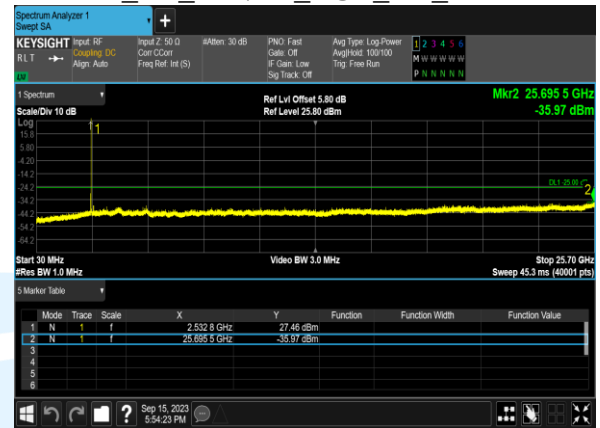 Spectrum Analyzer 1
Swept SA
KEYSIGHT Input: RF Input Z: 50 Ω #Atten: 30 dB PNO: Fast Avg Type: Log-Power 1 2 3 4 5 6
RLT Coupling: DC Corr CCorr Gate: Off Avg|Hold: 100/100 M W W W W W
Align: Auto Freq Ref: Int (S) IF Gain: Low Trig: Free Run
Sig Track: Off P N N N N N
1 Spectrum Ref Lvl Offset 5.80 dB Mkr2 25.695 5 GHz
Scale/Div 10 dB Ref Level 25.80 dBm -35.97 dBm
Log
15.8 1
5.80
-4.20
-14.2
-24.2 DL1 -25.00 2
-34.2
-44.2
-54.2
-64.2
Start 30 MHz Video BW 3.0 MHz Stop 25.70 GHz
#Res BW 1.0 MHz Sweep 45.3 ms (40001 pts)
5 Marker Table
Mode Trace Scale X Y Function Function Width Function Value
1 N 1 f 2.532 8 GHz 27.46 dBm
2 N 1 f 25.695 5 GHz -35.97 dBm
3
4
5
6
? Sep 15, 2023
5:54:23 PM